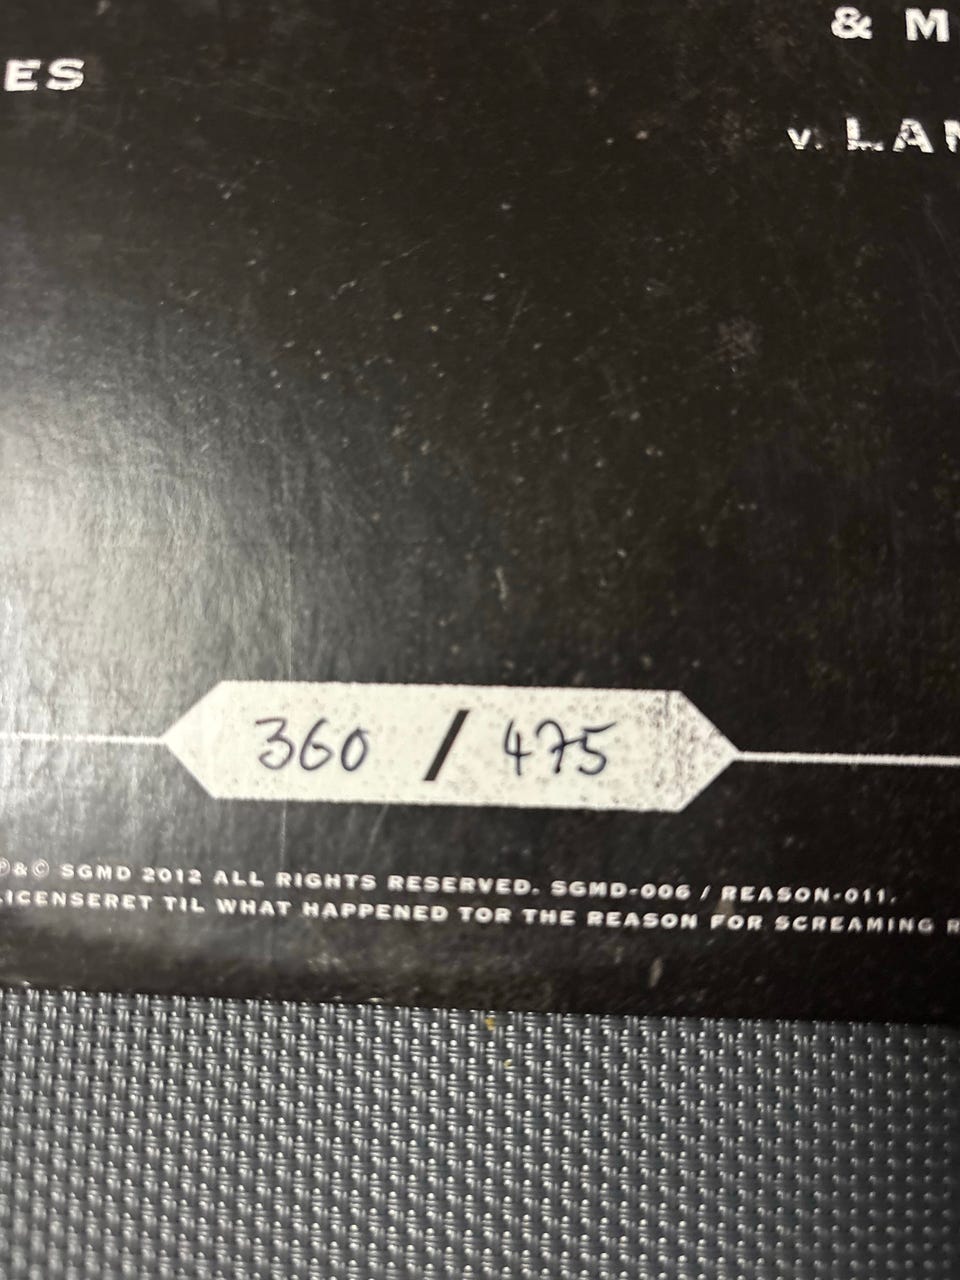 & M
ES
v. LAN
360 / 475
℗&© SGMD 2012 ALL RIGHTS RESERVED. SGMD-006 / REASON-011.
LICENSERET TIL WHAT HAPPENED TOR THE REASON FOR SCREAMING R